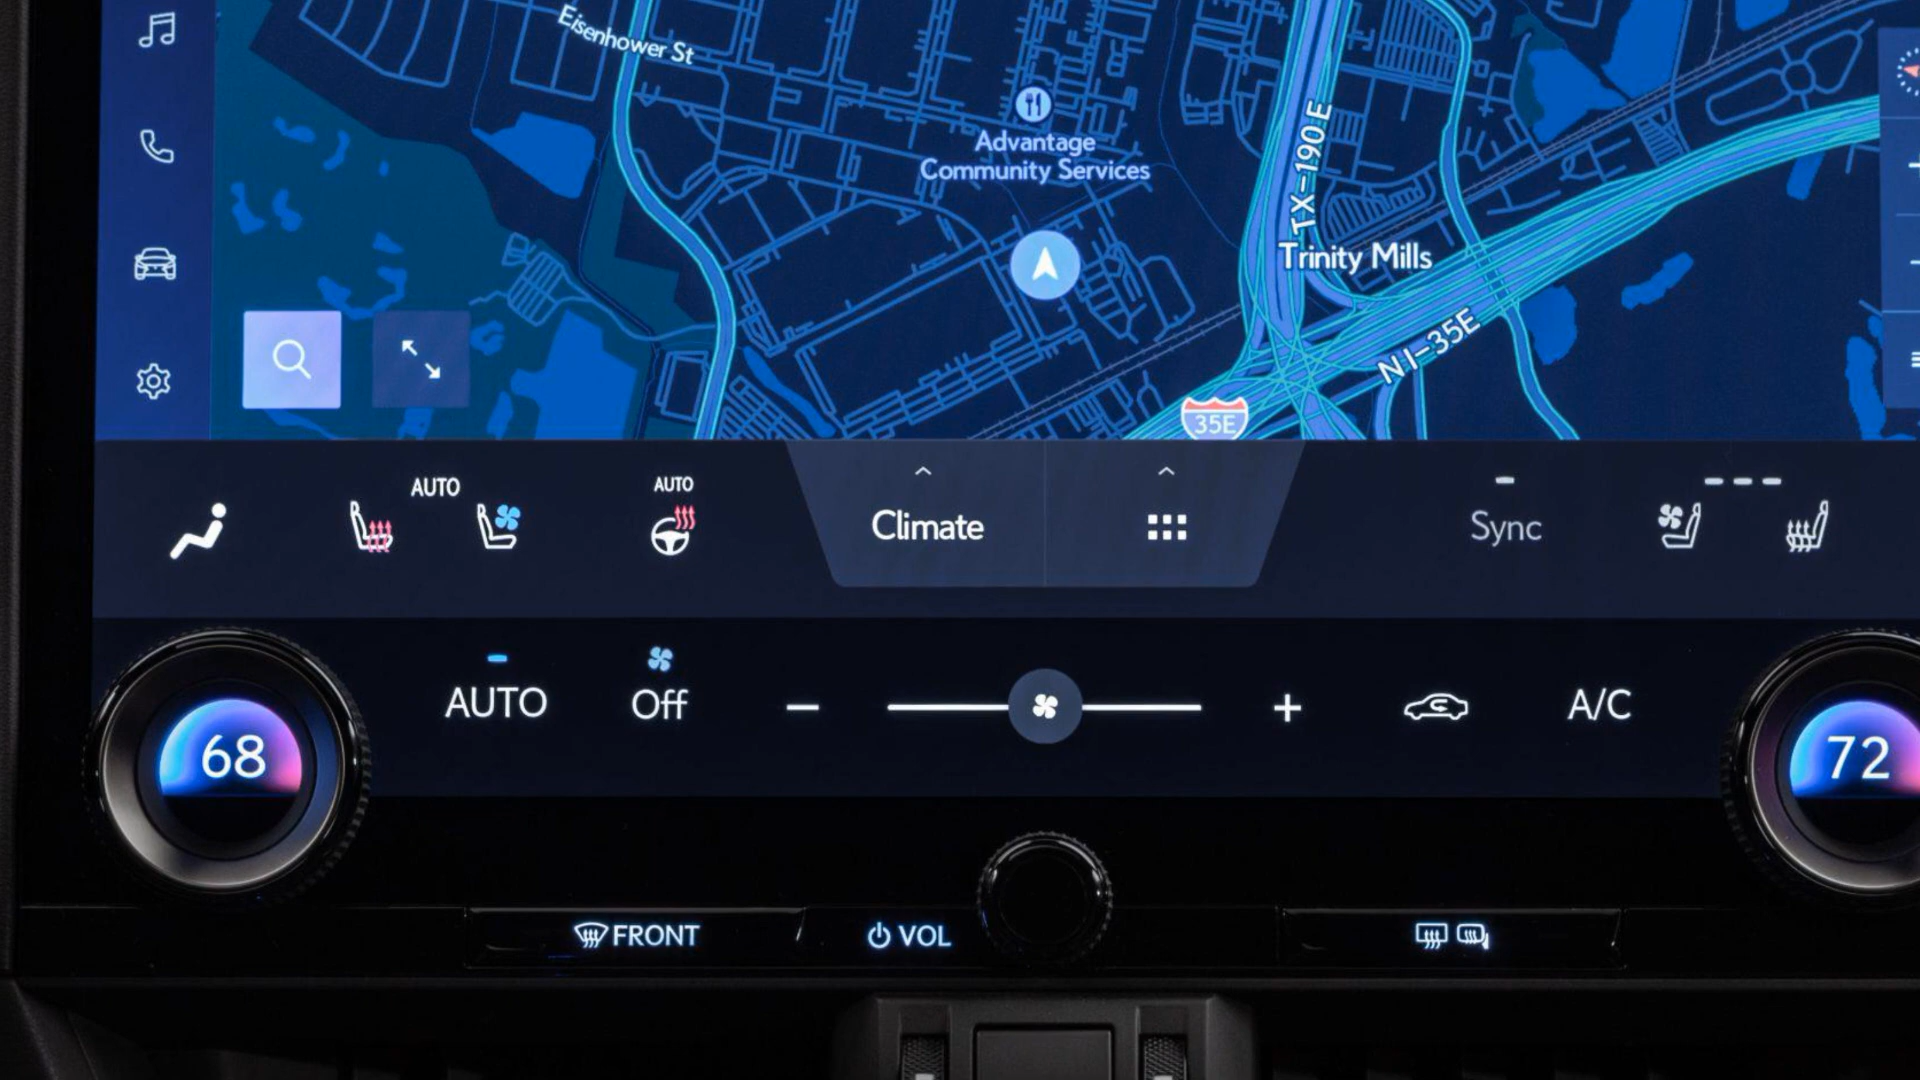 Eisenhower St
Advantage
Community Services
TX-190 E
Trinity Mills
N I-35E
35E
AUTO
AUTO
Climate
Sync
AUTO
Off
A/C
68
72
FRONT
VOL